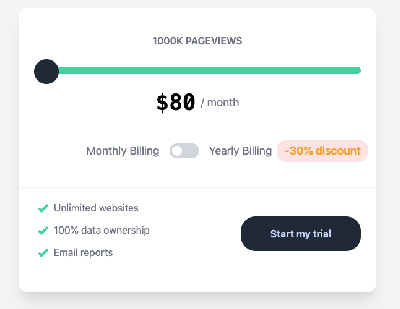 1000K PAGEVIEWS
$80 / month
Monthly Billing Yearly Billing -30% discount
Unlimited websites
100% data ownership
Email reports
Start my trial